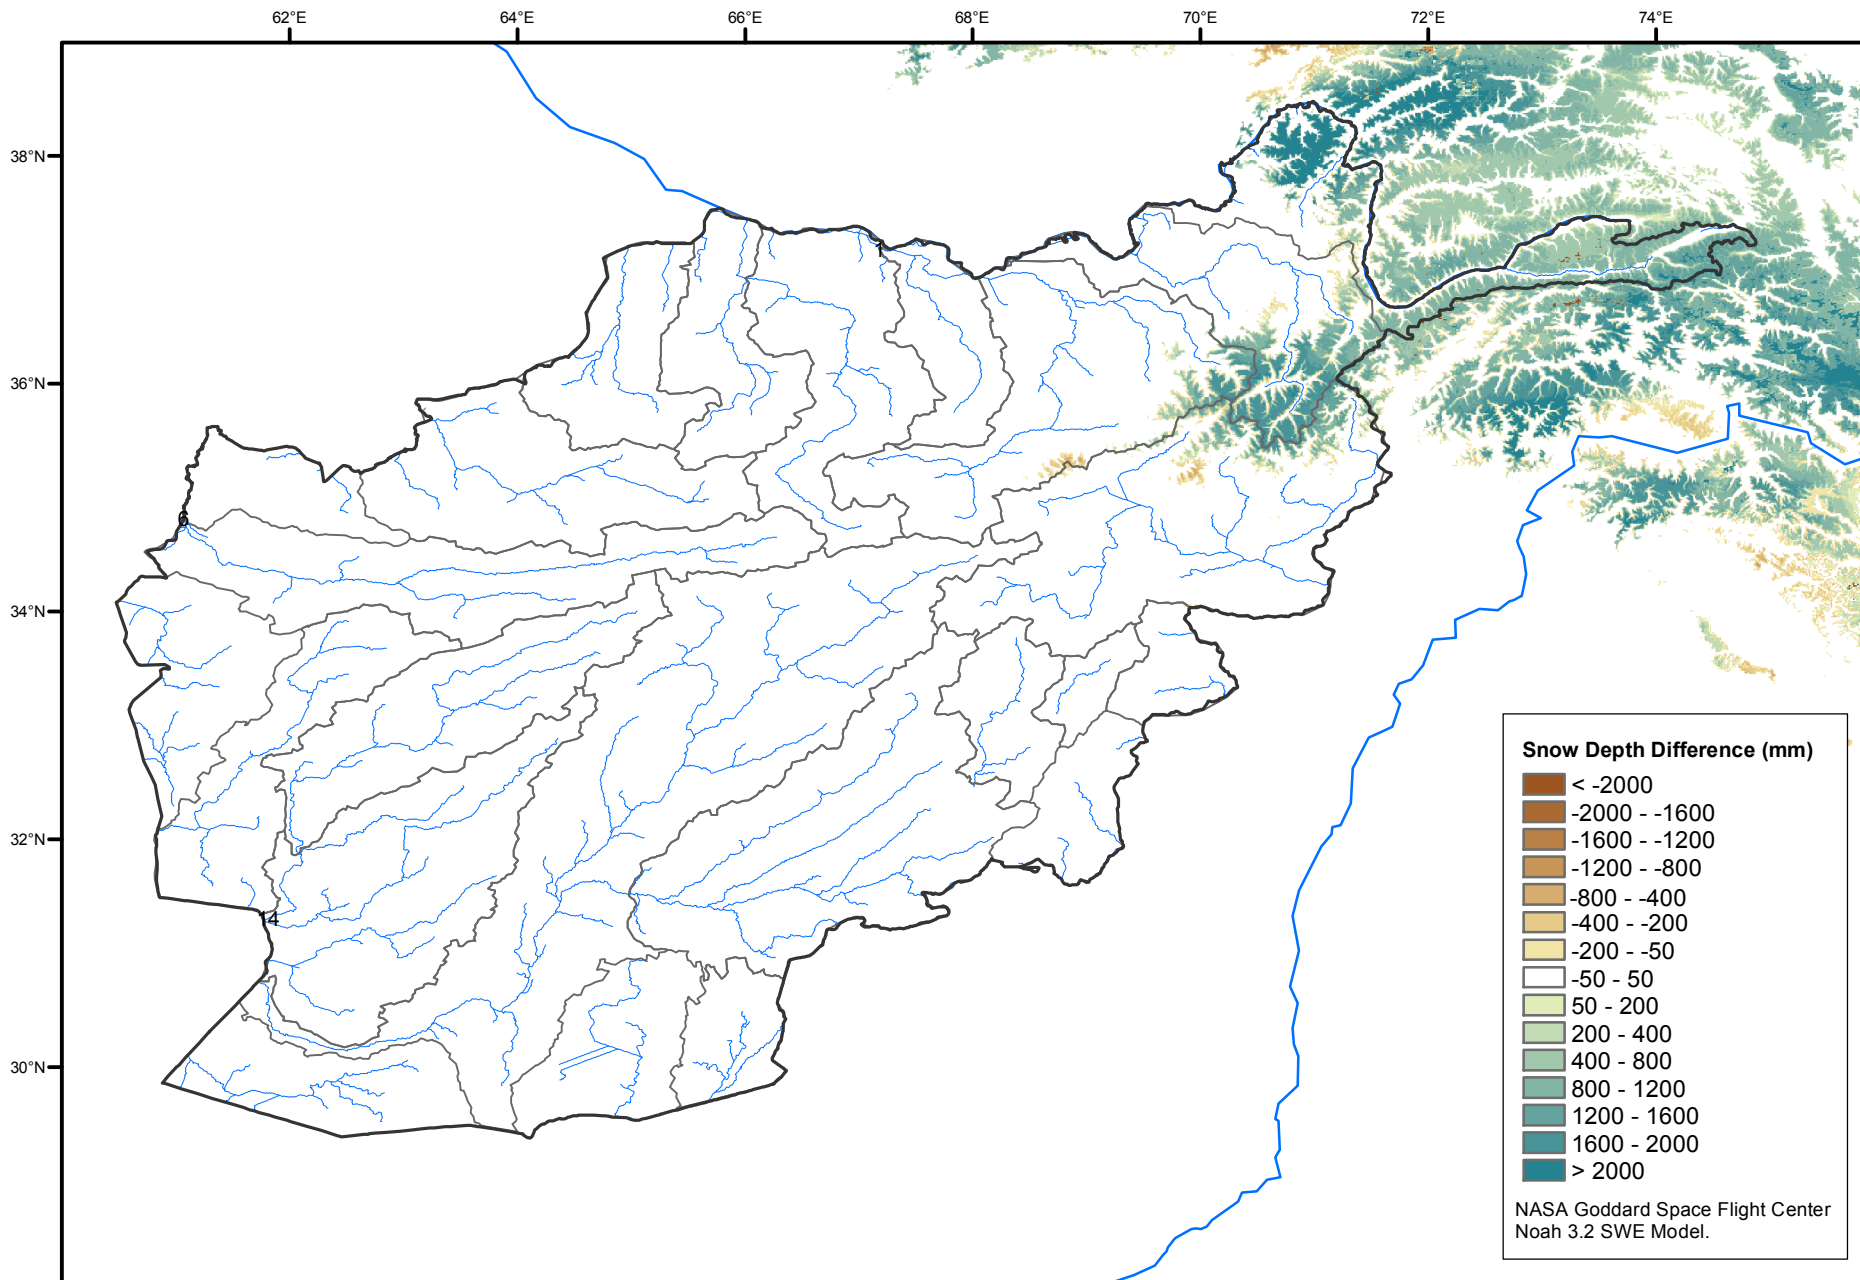 62°E 64°E 66°E 68°E 70°E 72°E 74°E
38°N
1
36°N
6
34°N
32°N
14
30°N
Snow Depth Difference (mm)
< -2000
-2000 - -1600
-1600 - -1200
-1200 - -800
-800 - -400
-400 - -200
-200 - -50
-50 - 50
50 - 200
200 - 400
400 - 800
800 - 1200
1200 - 1600
1600 - 2000
> 2000
NASA Goddard Space Flight Center
Noah 3.2 SWE Model.